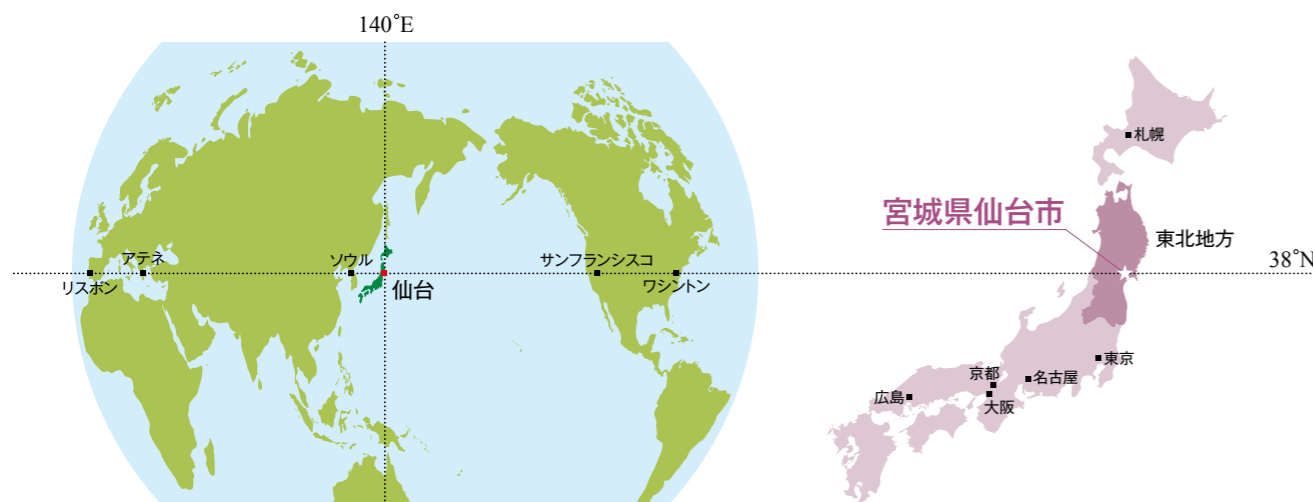 140°E
アテネ
リスボン
ソウル
仙台
サンフランシスコ
ワシントン
札幌
宮城県仙台市
東北地方
38°N
東京
名古屋
京都
大阪
広島